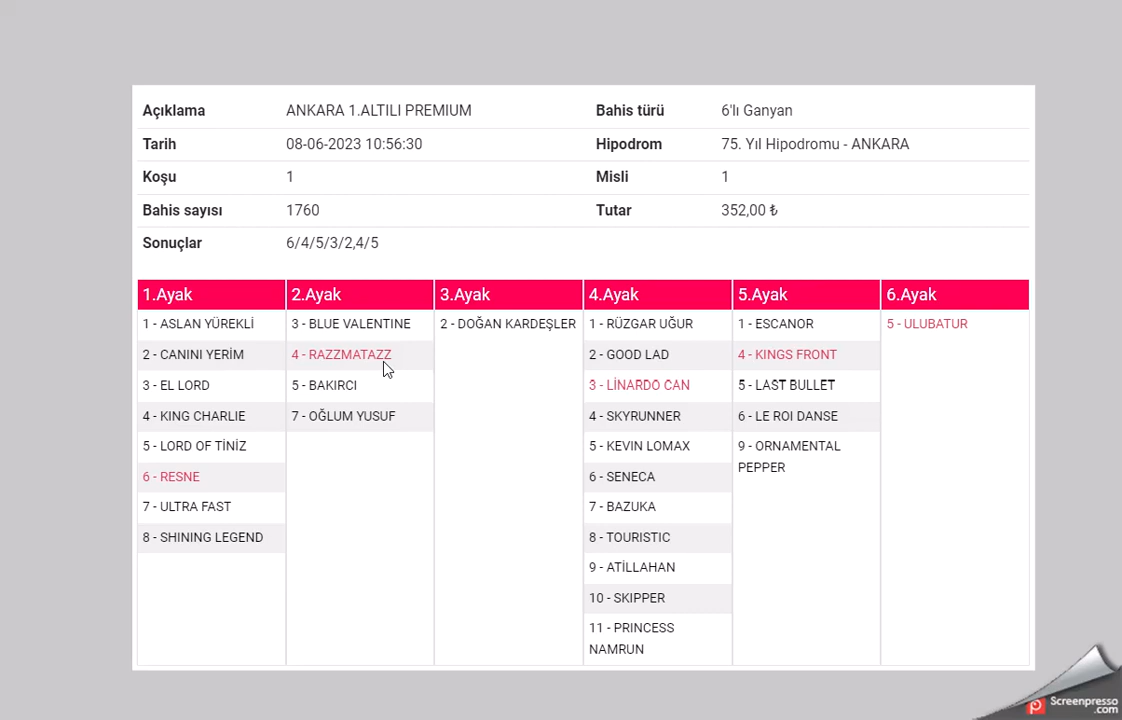 Açıklama ANKARA 1.ALTILI PREMIUM Bahis türü 6'lı Ganyan
Tarih 08-06-2023 10:56:30 Hipodrom 75. Yıl Hipodromu - ANKARA
Koşu 1 Misli 1
Bahis sayısı 1760 Tutar 352,00 ₺
Sonuçlar 6/4/5/3/2,4/5
1.Ayak 2.Ayak 3.Ayak 4.Ayak 5.Ayak 6.Ayak
1 - ASLAN YÜREKLİ 3 - BLUE VALENTINE 2 - DOĞAN KARDEŞLER 1 - RÜZGAR UĞUR 1 - ESCANOR 5 - ULUBATUR
2 - CANINI YERİM 4 - RAZZMATAZZ 2 - GOOD LAD 4 - KINGS FRONT
3 - EL LORD 5 - BAKIRCI 3 - LİNARDO CAN 5 - LAST BULLET
4 - KING CHARLIE 7 - OĞLUM YUSUF 4 - SKYRUNNER 6 - LE ROI DANSE
5 - LORD OF TİNİZ 5 - KEVIN LOMAX 9 - ORNAMENTAL
PEPPER
6 - RESNE 6 - SENECA
7 - ULTRA FAST 7 - BAZUKA
8 - SHINING LEGEND 8 - TOURISTIC
9 - ATİLLAHAN
10 - SKIPPER
11 - PRINCESS
NAMRUN
Screenpresso
.com